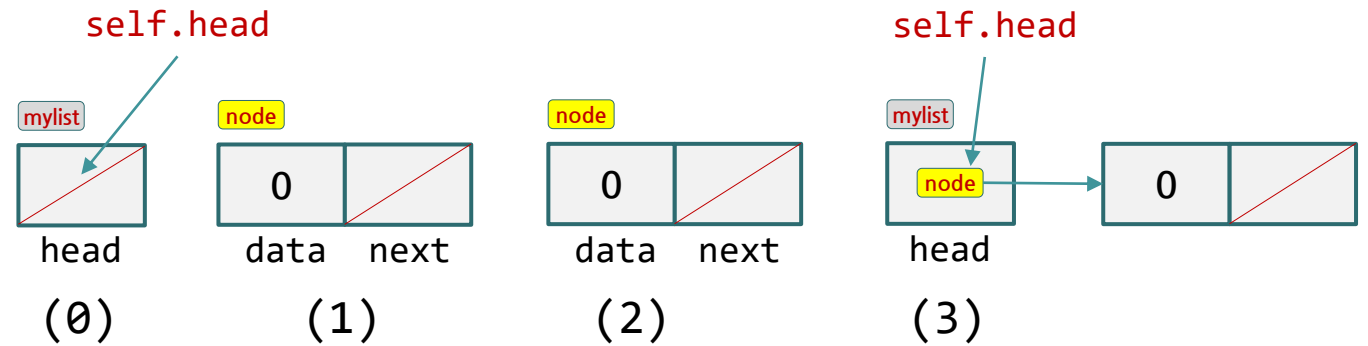 self.head
self.head
mylist
node
node
mylist
0
0
node
0
head
data
next
data
next
head
(0)
(1)
(2)
(3)